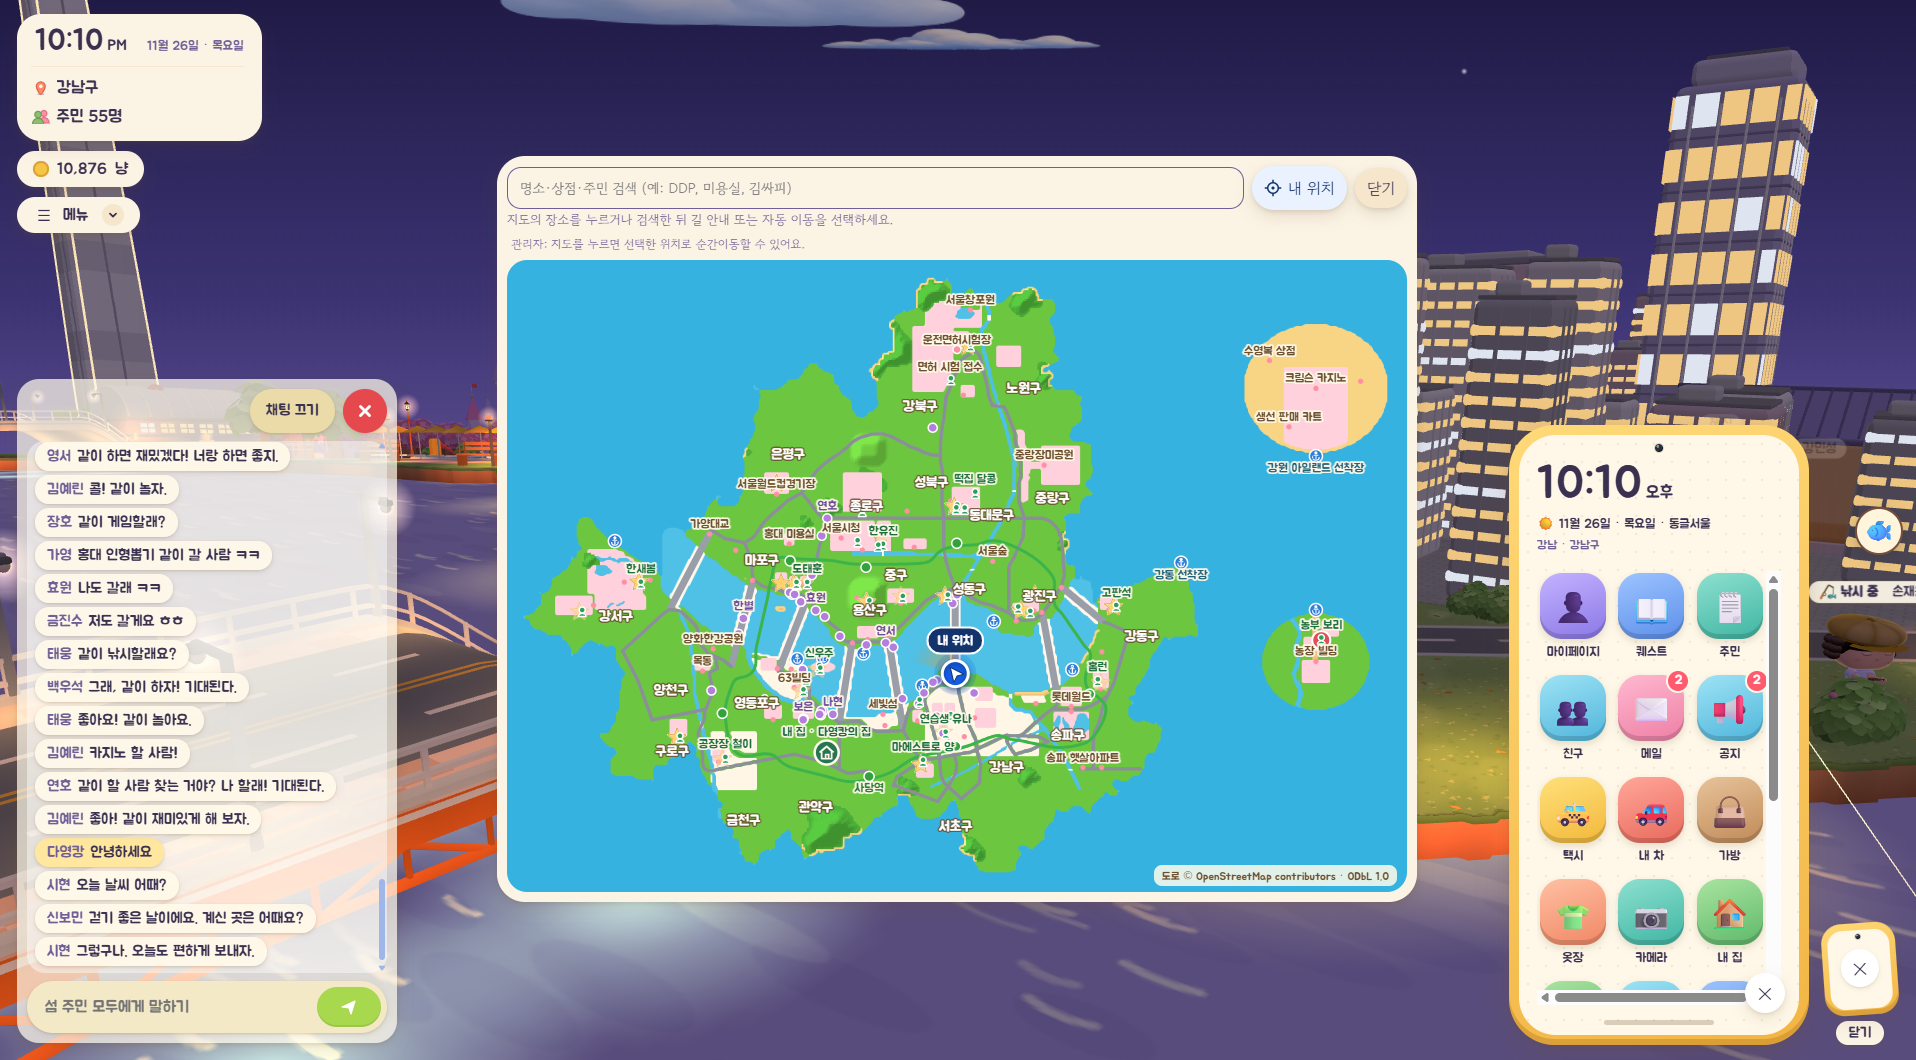 10:10 PM 11월 26일 · 목요일
강남구
주민 55명
10,876 냥
메뉴
채팅 끄기
영서 같이 하면 재밌겠다! 너랑 하면 좋지.
김예린 콜! 같이 놀자.
장호 같이 게임할래?
가영 홍대 인형뽑기 같이 갈 사람 ㅋㅋ
효원 나도 갈래 ㅋㅋ
금진수 저도 갈게요 ㅎㅎ
태웅 같이 낚시할래요?
백우석 그래, 같이 하자! 기대된다.
태웅 좋아요! 같이 놀아요.
김예린 카지노 할 사람!
연호 같이 할 사람 찾는 거야? 나 할래! 기대된다.
김예린 좋아! 같이 재미있게 해 보자.
다영캉 안녕하세요
시현 오늘 날씨 어때?
신보민 걷기 좋은 날이에요. 계신 곳은 어때요?
시현 그렇구나. 오늘도 편하게 보내자.
섬 주민 모두에게 말하기
명소·상점·주민 검색 (예: DDP, 미용실, 김싸피)
내 위치
닫기
지도의 장소를 누르거나 검색한 뒤 길 안내 또는 자동 이동을 선택하세요.
관리자: 지도를 누르면 선택한 위치로 순간이동할 수 있어요.
서울창포원
운전면허시험장
면허 시험 접수
노원구
강북구
수영복 상점
크림슨 카지노
생선 판매 카트
강원 아일랜드 선착장
은평구
중랑장미공원
서울월드컵경기장
성북구
떡집 달콩
중랑구
연호
종로구
동대문구
가양대교
홍대 미용실
서울시청
한유진
서울숲
마포구
도태훈
중구
한새봄
강동 선착장
성동구
광진구
고판석
강서구
한별
효원
용산구
연서
내 위치
농부 보리
농장 빌딩
양화한강공원
강동구
목동
신우주
홀런
63빌딩
양천구
영등포구
보은
나현
세빛섬
롯데월드
연습생 유나
내 집 · 다영캉의 집
송파구
구로구
공장장 철이
마에스트로 양
강남구
송파 햇살아파트
사당역
금천구
관악구
서초구
도로 © OpenStreetMap contributors · ODbL 1.0
10:10 오후
11월 26일 · 목요일 · 동글서울
강남 · 강남구
마이페이지
퀘스트
주민
2
2
친구
메일
공지
택시
내 차
가방
옷장
카메라
내 집
낚시 중
닫기